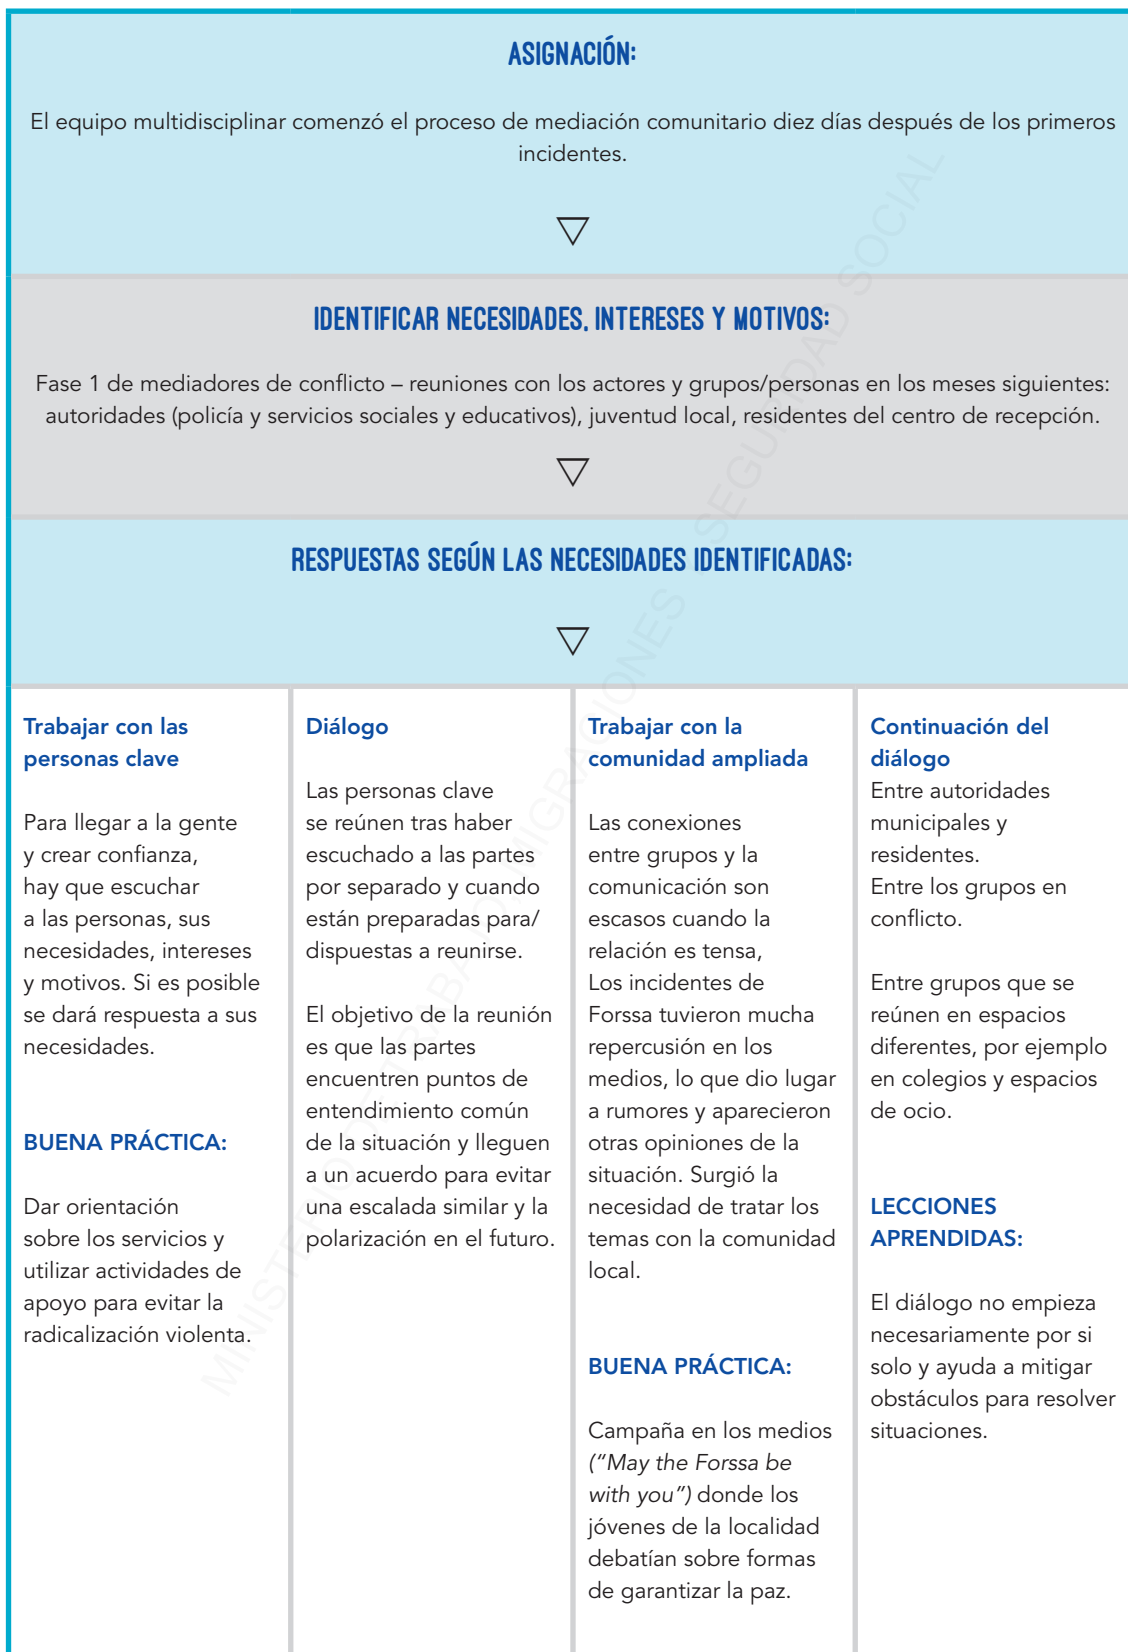 ASIGNACIÓN:
El equipo multidisciplinar comenzó el proceso de mediación comunitario diez días después de los primeros
incidentes.
IDENTIFICAR NECESIDADES, INTERESES Y MOTIVOS:
Fase 1 de mediadores de conflicto – reuniones con los actores y grupos/personas en los meses siguientes:
autoridades (policía y servicios sociales y educativos), juventud local, residentes del centro de recepción.
RESPUESTAS SEGÚN LAS NECESIDADES IDENTIFICADAS:
Trabajar con las
personas clave
Para llegar a la gente
y crear confianza,
hay que escuchar
a las personas, sus
necesidades, intereses
y motivos. Si es posible
se dará respuesta a sus
necesidades.
BUENA PRÁCTICA:
Dar orientación
sobre los servicios y
utilizar actividades de
apoyo para evitar la
radicalización violenta.
Diálogo
Las personas clave
se reúnen tras haber
escuchado a las partes
por separado y cuando
están preparadas para/
dispuestas a reunirse.
El objetivo de la reunión
es que las partes
encuentren puntos de
entendimiento común
de la situación y lleguen
a un acuerdo para evitar
una escalada similar y la
polarización en el futuro.
Trabajar con la
comunidad ampliada
Las conexiones
entre grupos y la
comunicación son
escasos cuando la
relación es tensa,
Los incidentes de
Forssa tuvieron mucha
repercusión en los
medios, lo que dio lugar
a rumores y aparecieron
otras opiniones de la
situación. Surgió la
necesidad de tratar los
temas con la comunidad
local.
BUENA PRÁCTICA:
Campaña en los medios
("May the Forssa be
with you") donde los
jóvenes de la localidad
debatían sobre formas
de garantizar la paz.
Continuación del
diálogo
Entre autoridades
municipales y
residentes.
Entre los grupos en
conflicto.
Entre grupos que se
reúnen en espacios
diferentes, por ejemplo
en colegios y espacios
de ocio.
LECCIONES
APRENDIDAS:
El diálogo no empieza
necesariamente por si
solo y ayuda a mitigar
obstáculos para resolver
situaciones.
MINISTERIO DE TRABAJO, MIGRACIONES Y SEGURIDAD SOCIAL